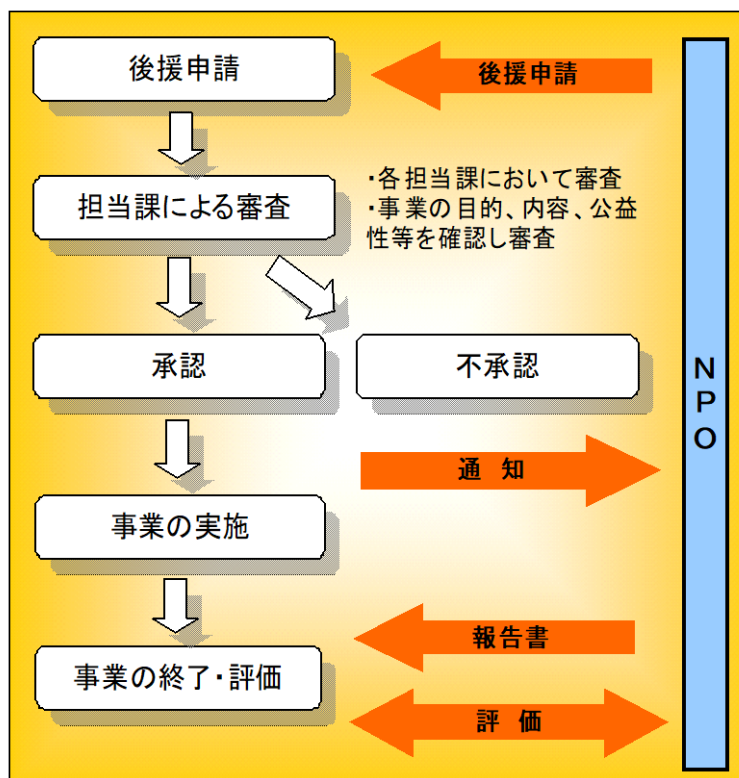 後援申請
後援申請
担当課による審査
・各担当課において審査
・事業の目的、内容、公益
性等を確認し審査
承認
不承認
NPO
通 知
事業の実施
報告書
事業の終了・評価
評 価